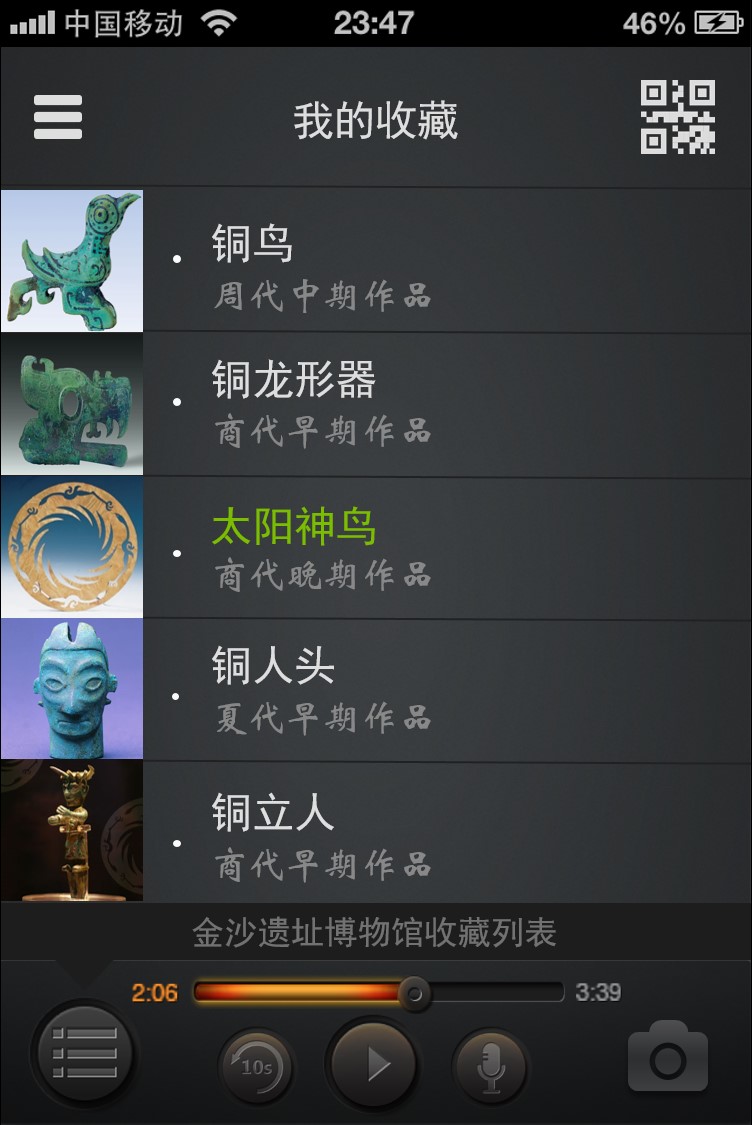 中国移动 23:47 46%
我的收藏
铜鸟
周代中期作品
铜龙形器
商代早期作品
太阳神鸟
商代晚期作品
铜人头
夏代早期作品
铜立人
商代早期作品
金沙遗址博物馆收藏列表
2:06 3:39
10s